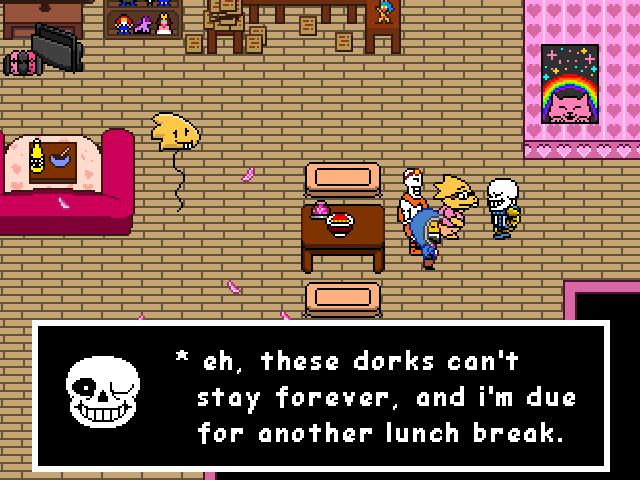 * eh, these dorks can't
stay forever, and i'm due
for another lunch break.